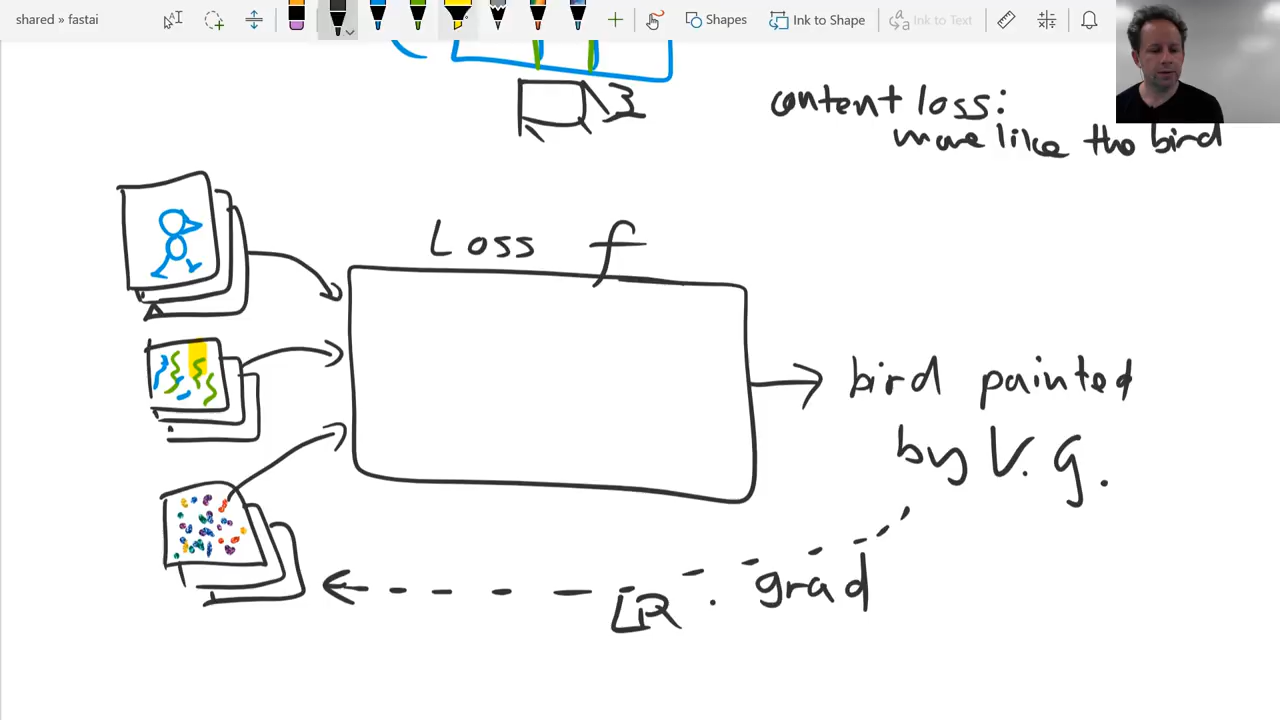 shared » fastai
Shapes
Ink to Shape
Ink to Text
3
content loss:
more like the bird
Loss f
bird painted
by V.G.
LR . grad